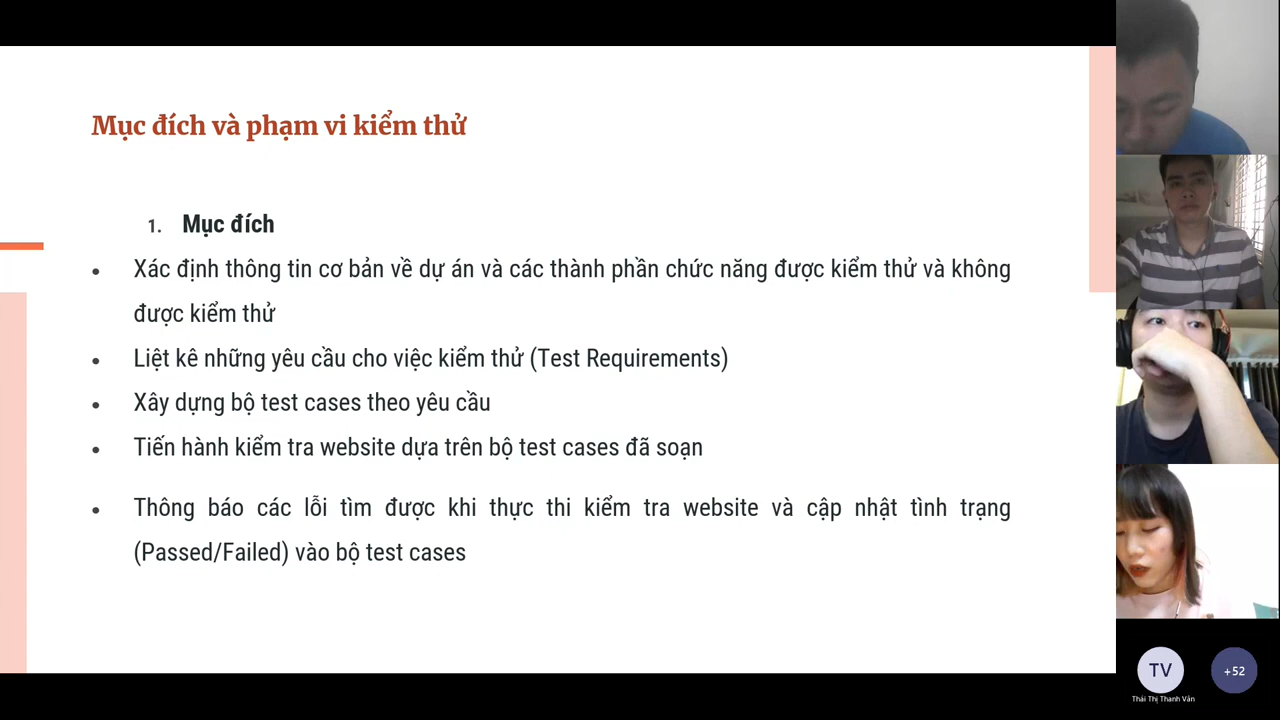 Mục đích và phạm vi kiểm thử
1. Mục đích
• Xác định thông tin cơ bản về dự án và các thành phần chức năng được kiểm thử và không
được kiểm thử
• Liệt kê những yêu cầu cho việc kiểm thử (Test Requirements)
• Xây dựng bộ test cases theo yêu cầu
• Tiến hành kiểm tra website dựa trên bộ test cases đã soạn
• Thông báo các lỗi tìm được khi thực thi kiểm tra website và cập nhật tình trạng
(Passed/Failed) vào bộ test cases
TV
+52
Thái Thị Thanh Vân